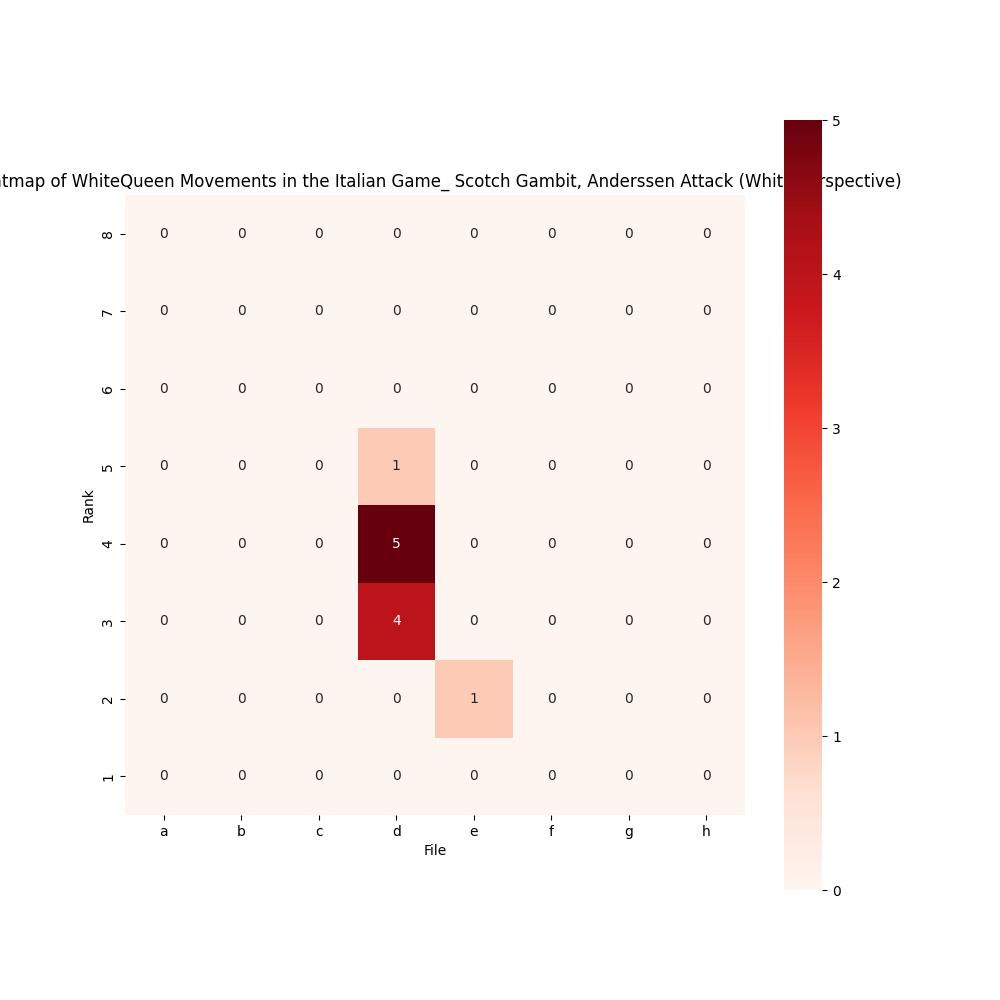 tmap of WhiteQueen Movements in the Italian Game_ Scotch Gambit, Anderssen Attack (Whit rspective)
Rank
8 0 0 0 0 0 0 0 0
7 0 0 0 0 0 0 0 0
6 0 0 0 0 0 0 0 0
5 0 0 0 1 0 0 0 0
4 0 0 0 5 0 0 0 0
3 0 0 0 4 0 0 0 0
2 0 0 0 0 1 0 0 0
1 0 0 0 0 0 0 0 0
a b c d e f g h
File
5
4
3
2
1
0